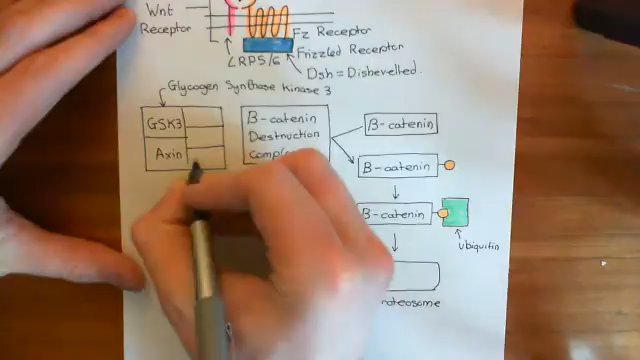 Wnt
Receptor
Fz Receptor
Frizzled Receptor
LRP5/6
Dsh = Dishevelled.
Glycogen Synthase Kinase 3
GSK3
Axin
β-catenin
Destruction
β-catenin
β-catenin
β-catenin
ubiquitin